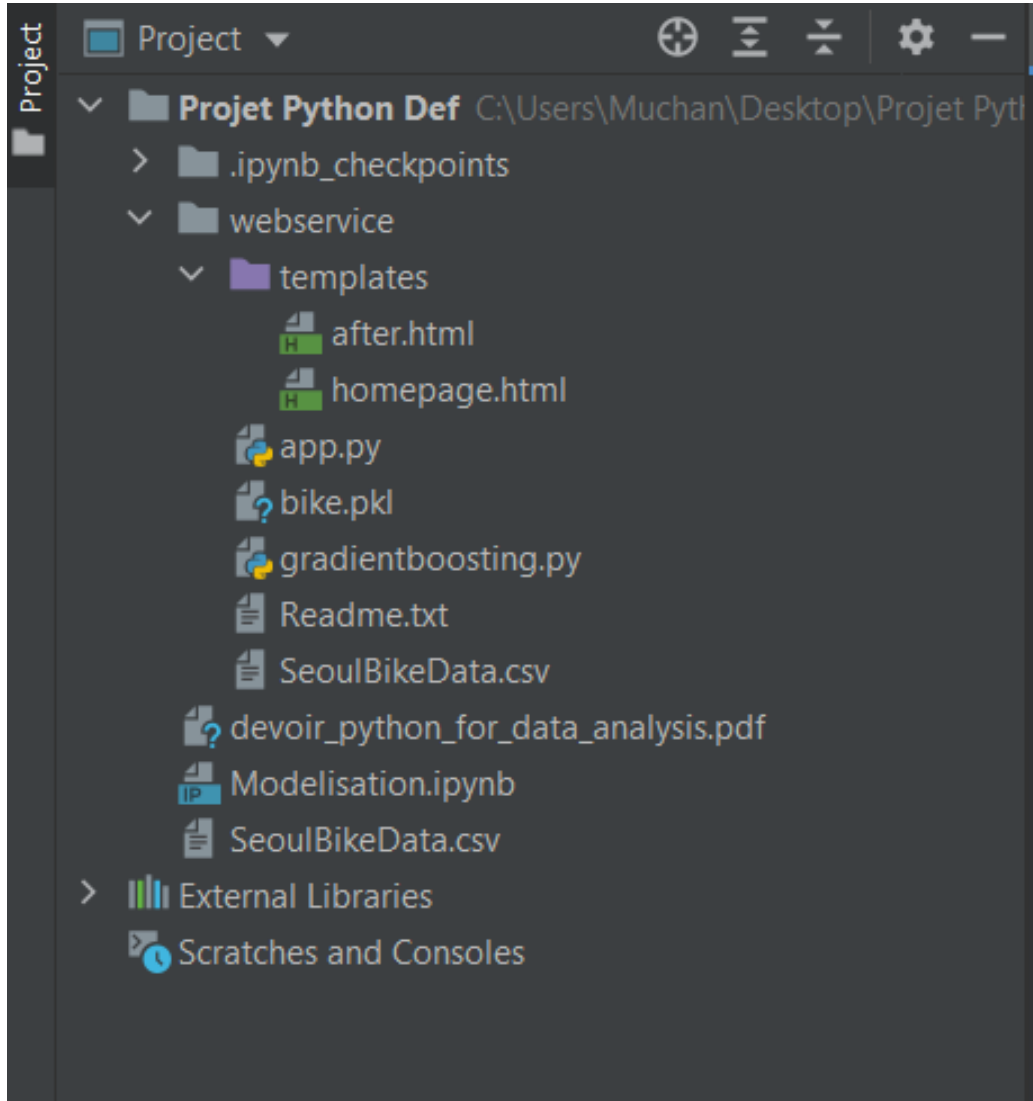 Project
Project
Projet Python Def C:\Users\Muchan\Desktop\Projet Pyth
.ipynb_checkpoints
webservice
templates
after.html
homepage.html
app.py
bike.pkl
gradientboosting.py
Readme.txt
SeoulBikeData.csv
devoir_python_for_data_analysis.pdf
Modelisation.ipynb
SeoulBikeData.csv
External Libraries
Scratches and Consoles